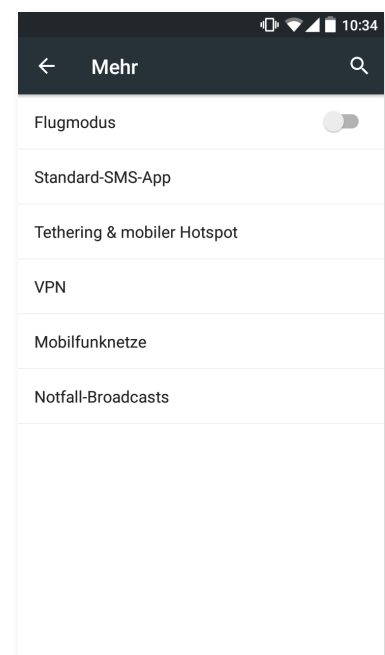 10:34
Mehr
Flugmodus
Standard-SMS-App
Tethering & mobiler Hotspot
VPN
Mobilfunknetze
Notfall-Broadcasts